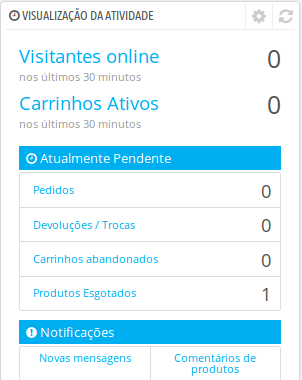 VISUALIZAÇÃO DA ATIVIDADE
Visitantes online 0
nos últimos 30 minutos
Carrinhos Ativos 0
nos últimos 30 minutos
Atualmente Pendente
Pedidos 0
Devoluções / Trocas 0
Carrinhos abandonados 0
Produtos Esgotados 1
Notificações
Novas mensagens
Comentários de
produtos